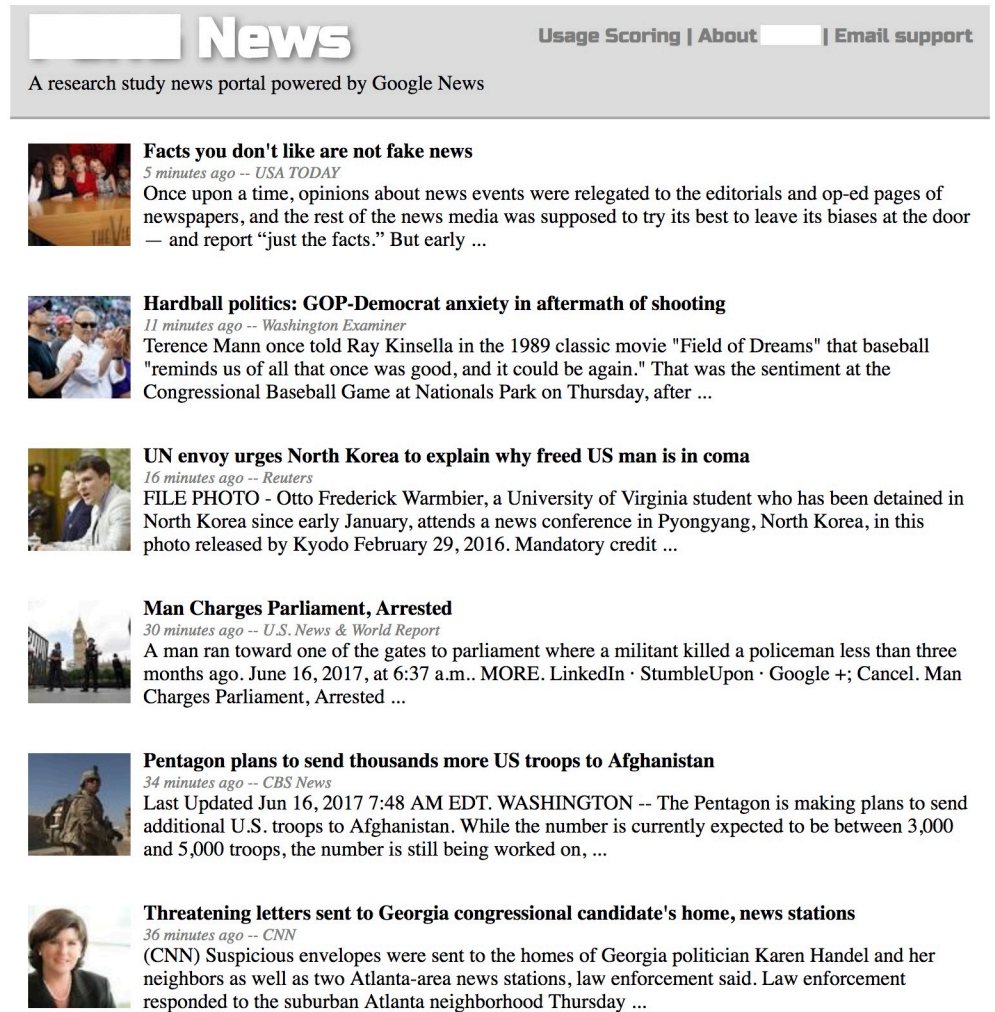 News
Usage Scoring | About | Email support
A research study news portal powered by Google News
Facts you don't like are not fake news
5 minutes ago -- USA TODAY
Once upon a time, opinions about news events were relegated to the editorials and op-ed pages of
newspapers, and the rest of the news media was supposed to try its best to leave its biases at the door
— and report “just the facts.” But early ...
THE VIE
Hardball politics: GOP-Democrat anxiety in aftermath of shooting
11 minutes ago -- Washington Examiner
Terence Mann once told Ray Kinsella in the 1989 classic movie "Field of Dreams" that baseball
"reminds us of all that once was good, and it could be again." That was the sentiment at the
Congressional Baseball Game at Nationals Park on Thursday, after ...
UN envoy urges North Korea to explain why freed US man is in coma
16 minutes ago -- Reuters
FILE PHOTO - Otto Frederick Warmbier, a University of Virginia student who has been detained in
North Korea since early January, attends a news conference in Pyongyang, North Korea, in this
photo released by Kyodo February 29, 2016. Mandatory credit ...
Man Charges Parliament, Arrested
30 minutes ago -- U.S. News & World Report
A man ran toward one of the gates to parliament where a militant killed a policeman less than three
months ago. June 16, 2017, at 6:37 a.m.. MORE. LinkedIn · StumbleUpon · Google +; Cancel. Man
Charges Parliament, Arrested ...
Pentagon plans to send thousands more US troops to Afghanistan
34 minutes ago -- CBS News
Last Updated Jun 16, 2017 7:48 AM EDT. WASHINGTON -- The Pentagon is making plans to send
additional U.S. troops to Afghanistan. While the number is currently expected to be between 3,000
and 5,000 troops, the number is still being worked on, ...
Threatening letters sent to Georgia congressional candidate's home, news stations
36 minutes ago -- CNN
(CNN) Suspicious envelopes were sent to the homes of Georgia politician Karen Handel and her
neighbors as well as two Atlanta-area news stations, law enforcement said. Law enforcement
responded to the suburban Atlanta neighborhood Thursday ...